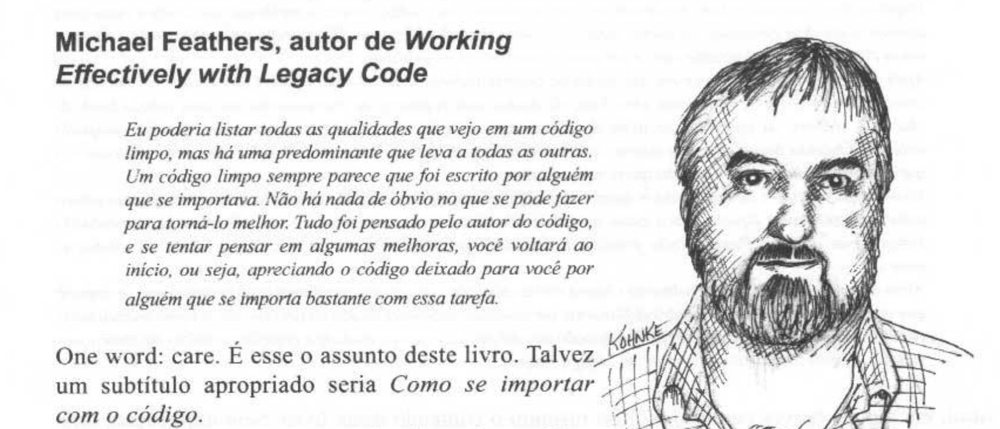 Michael Feathers, autor de Working
Effectively with Legacy Code
Eu poderia listar todas as qualidades que vejo em um código
limpo, mas há uma predominante que leva a todas as outras.
Um código limpo sempre parece que foi escrito por alguém
que se importava. Não há nada de óbvio no que se pode fazer
para torná-lo melhor. Tudo foi pensado pelo autor do código,
e se tentar pensar em algumas melhoras, você voltará ao
início, ou seja, apreciando o código deixado para você por
alguém que se importa bastante com essa tarefa.
KOHNKE
One word: care. É esse o assunto deste livro. Talvez
um subtítulo apropriado seria Como se importar
com o código.